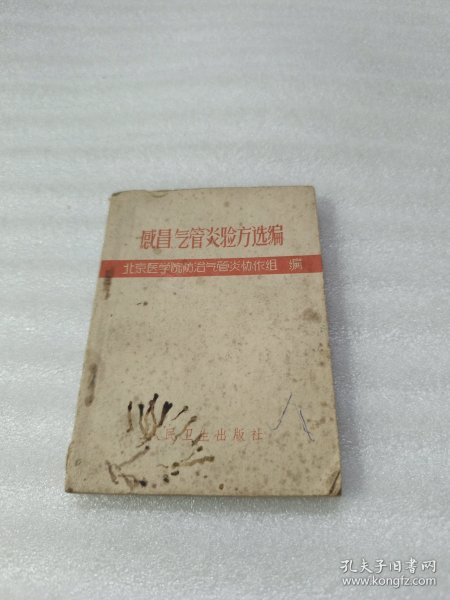 感冒、气管炎验方选编
北京医学院防治气管炎协作组 编
人民卫生出版社
孔夫子旧书网
www.kongfz.com